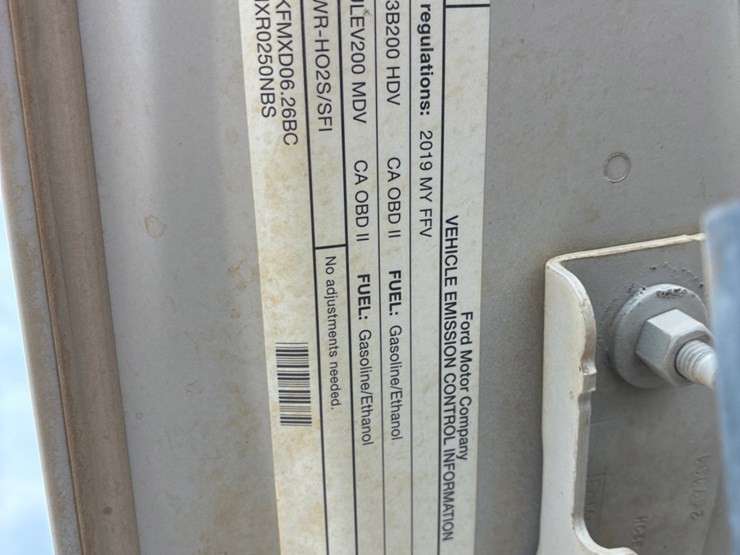 Ford Motor Company
VEHICLE EMISSION CONTROL INFORMATION
regulations: 2019 MY FFV
3B200 HDV CA OBD II FUEL: Gasoline/Ethanol
LEV200 MDV CA OBD II FUEL: Gasoline/Ethanol
WR-HO2S/SFI No adjustments needed.
KFMXD06.26BC
XR0250NBS